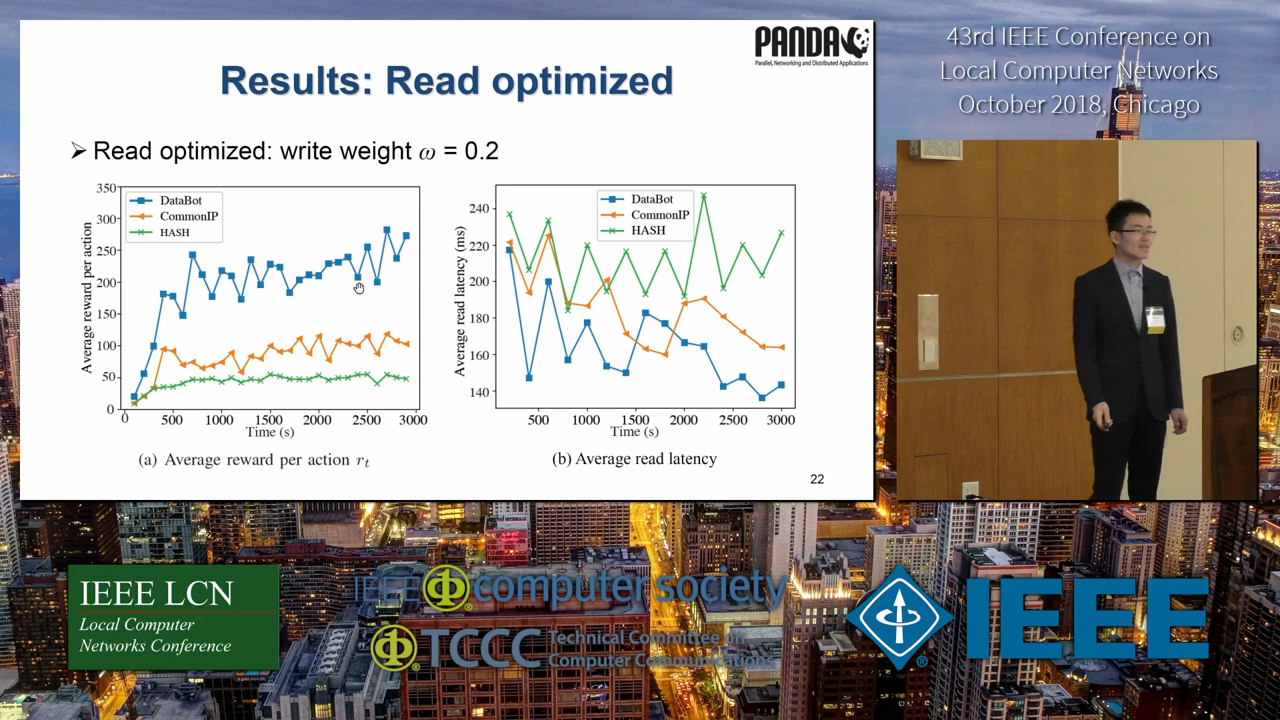 PANDA
Parallel, Networking and Distributed Applications
Results: Read optimized
➢ Read optimized: write weight ω = 0.2
350
300
250
200
150
100
50
0
Average reward per action
DataBot
CommonIP
HASH
0 500 1000 1500 2000 2500 3000
Time (s)
(a) Average reward per action rt
240
220
200
180
160
140
Average read latency (ms)
DataBot
CommonIP
HASH
500 1000 1500 2000 2500 3000
Time (s)
(b) Average read latency
22
43rd IEEE Conference on
Local Computer Networks
October 2018, Chicago
IEEE LCN
Local Computer
Networks Conference
IEEE computer society
TCCC Technical Committee on
Computer Communications
IEEE
®